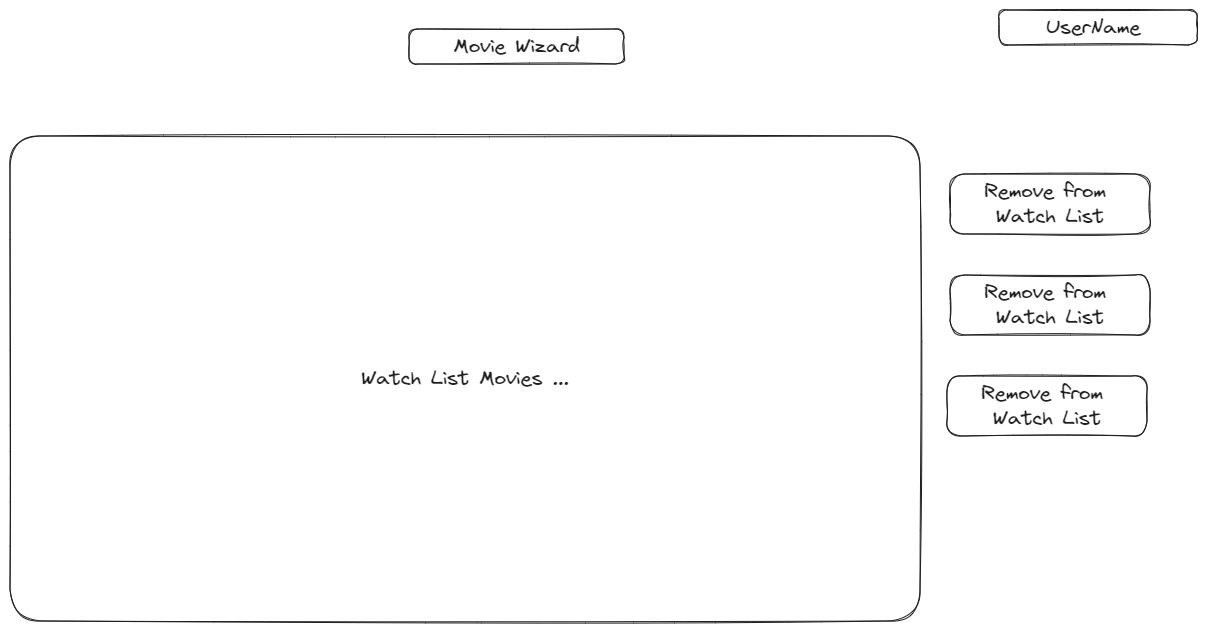 Movie Wizard
UserName
Remove from
Watch List
Remove from
Watch List
Watch List Movies ...
Remove from
Watch List